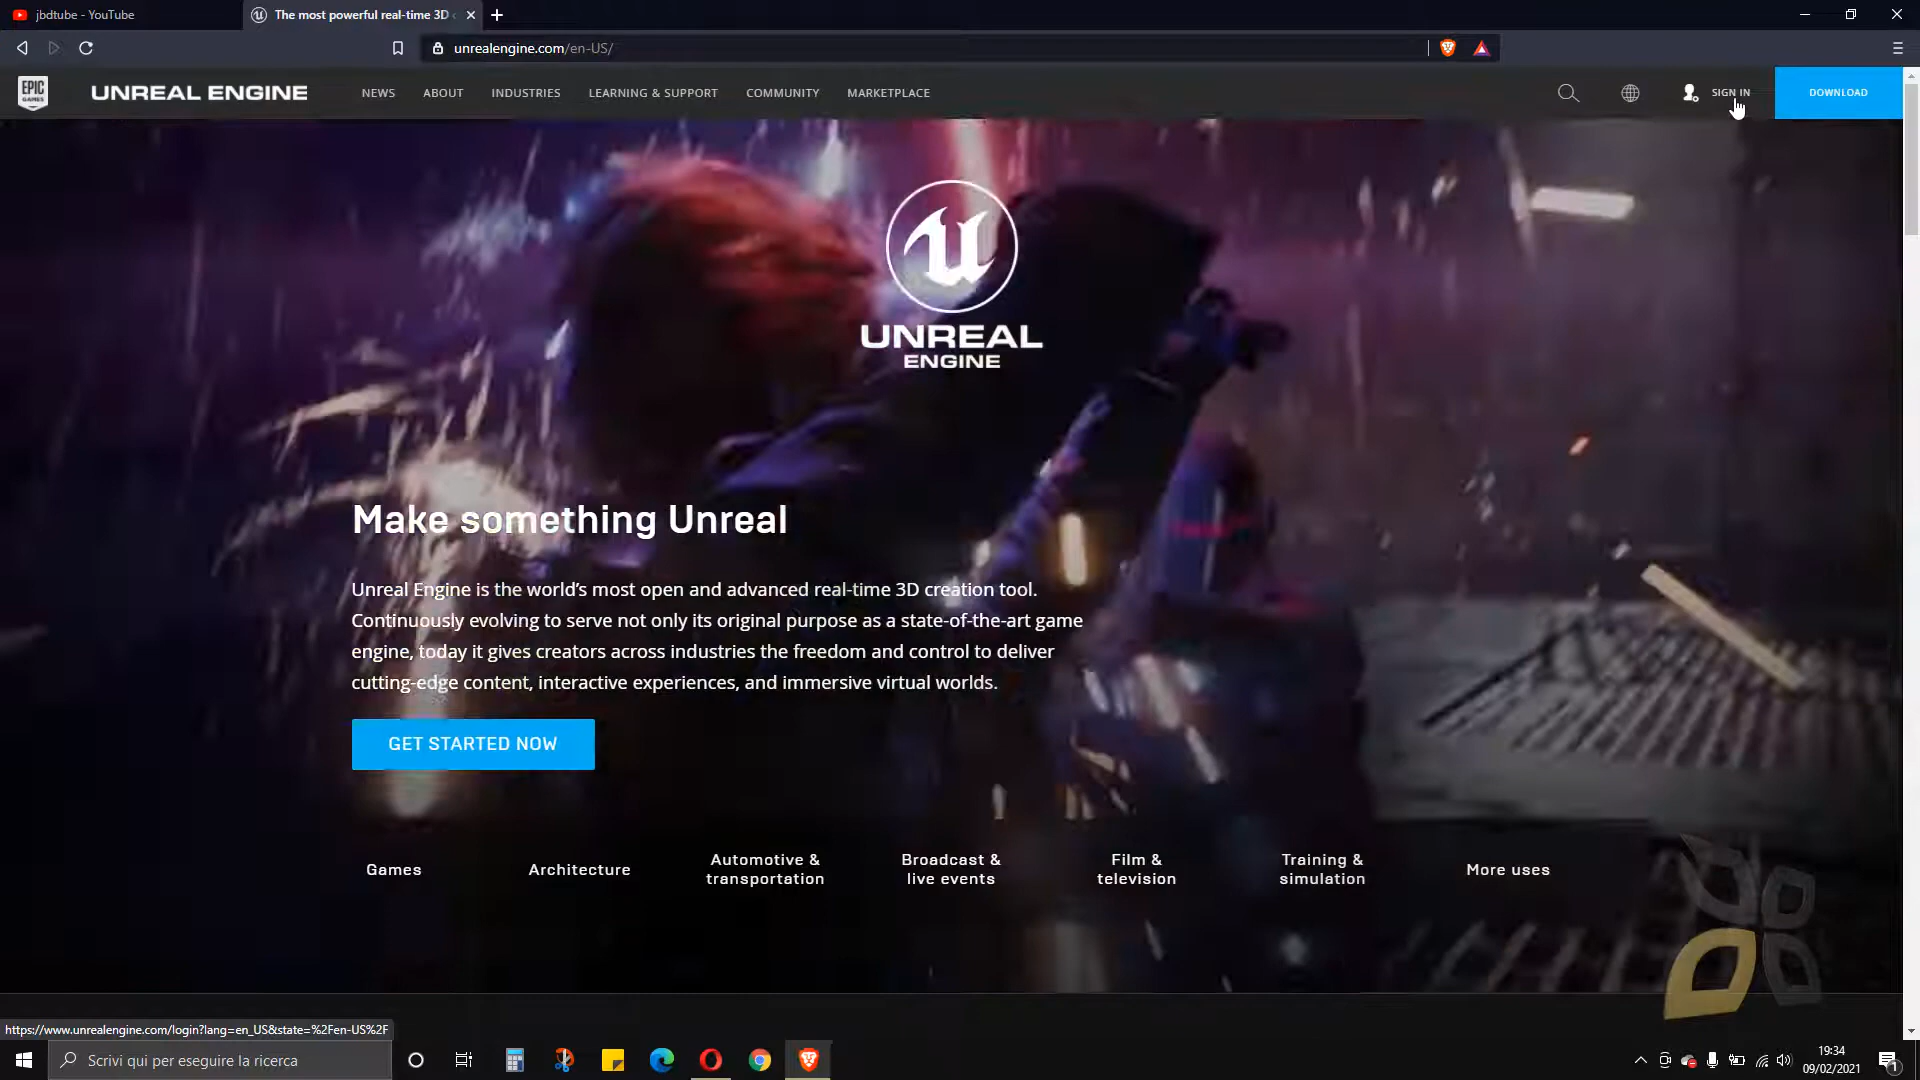 jbdtube - YouTube
The most powerful real-time 3D
unrealengine.com/en-US/
EPIC GAMES
UNREAL ENGINE
NEWS
ABOUT
INDUSTRIES
LEARNING & SUPPORT
COMMUNITY
MARKETPLACE
SIGN IN
DOWNLOAD
UNREAL
ENGINE
Make something Unreal
Unreal Engine is the world’s most open and advanced real-time 3D creation tool.
Continuously evolving to serve not only its original purpose as a state-of-the-art game
engine, today it gives creators across industries the freedom and control to deliver
cutting-edge content, interactive experiences, and immersive virtual worlds.
GET STARTED NOW
Games
Architecture
Automotive &
transportation
Broadcast &
live events
Film &
television
Training &
simulation
More uses
https://www.unrealengine.com/login?lang=en_US&state=%2Fen-US%2F
Scrivi qui per eseguire la ricerca
19:34
09/02/2021
1